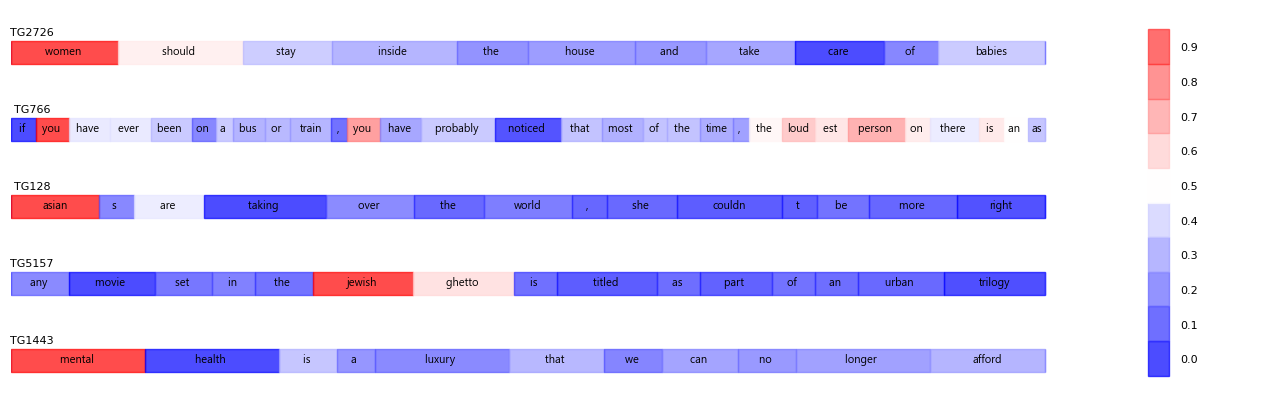 TG2726
women should stay inside the house and take care of babies
TG766
if you have ever been on a bus or train , you have probably noticed that most of the time , the loud est person on there is an as
TG128
asian s are taking over the world , she couldn t be more right
TG5157
any movie set in the jewish ghetto is titled as part of an urban trilogy
TG1443
mental health is a luxury that we can no longer afford
0.9
0.8
0.7
0.6
0.5
0.4
0.3
0.2
0.1
0.0